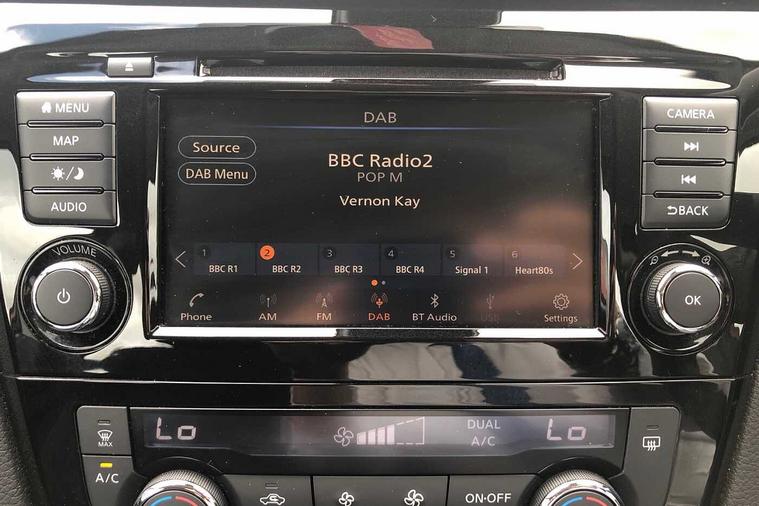 MENU
MAP
AUDIO
VOLUME
DAB
Source
DAB Menu
BBC Radio2
POP M
Vernon Kay
1 2 3 4 5 6
BBC R1 BBC R2 BBC R3 BBC R4 Signal 1 Heart80s
Phone AM FM DAB BT Audio USB Settings
CAMERA
BACK
OK
MAX
A/C
Lo
DUAL
A/C
Lo
ON·OFF